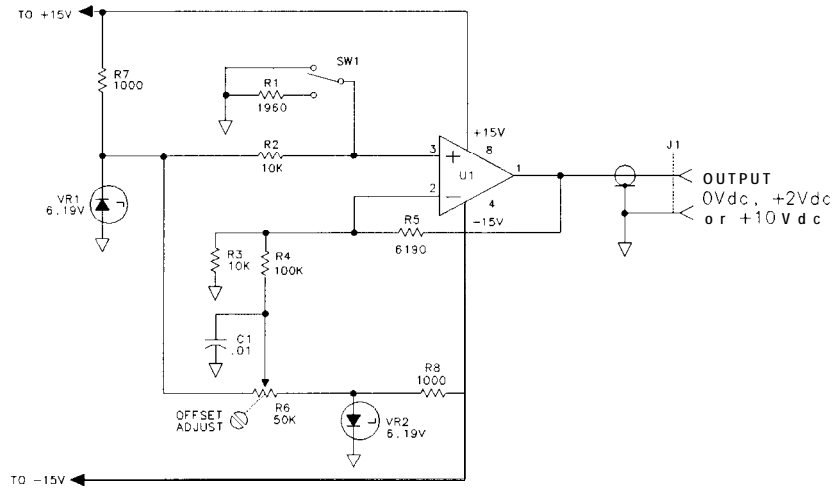 TO +15V
SW1
R7
1000
R1
1960
+15V
J1
R2
10K
3
+
8
U1
1
OUTPUT
0Vdc, +2Vdc
or +10Vdc
VR1
6.19V
2
−
4
-15V
R5
6190
R3
10K
R4
100K
C1
.01
R8
1000
OFFSET
ADJUST
R6
50K
VR2
6.19V
TO -15V